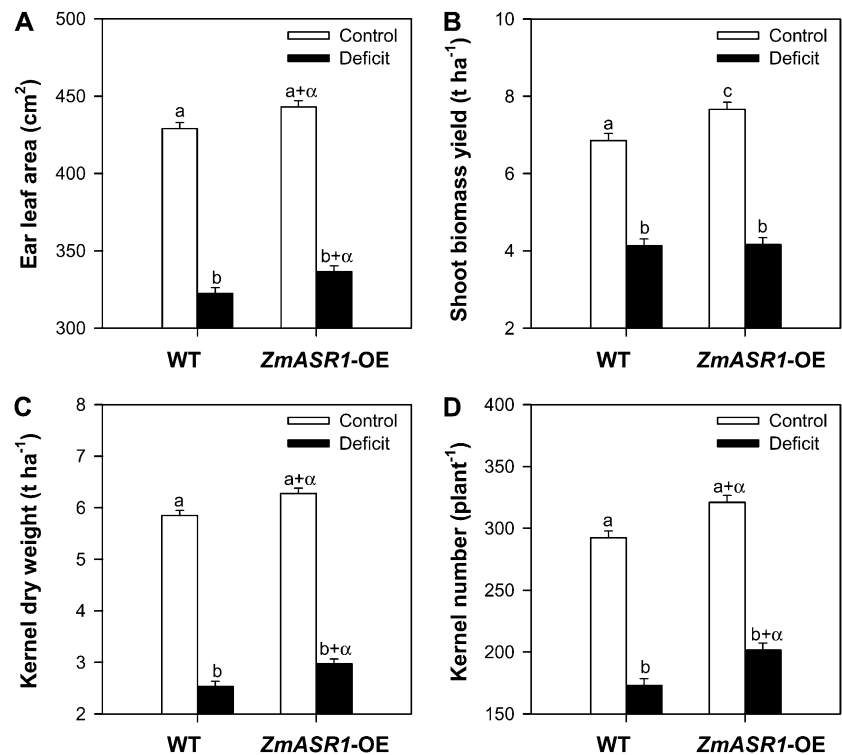 A
500
450
400
350
300
Ear leaf area (cm²)
Control
Deficit
a
b
a+α
b+α
WT
ZmASR1-OE
B
10
8
6
4
2
Shoot biomass yield (t ha⁻¹)
Control
Deficit
a
b
c
b
WT
ZmASR1-OE
C
8
7
6
5
4
3
2
Kernel dry weight (t ha⁻¹)
Control
Deficit
a
b
a+α
b+α
WT
ZmASR1-OE
D
400
350
300
250
200
150
Kernel number (plant⁻¹)
Control
Deficit
a
b
a+α
b+α
WT
ZmASR1-OE